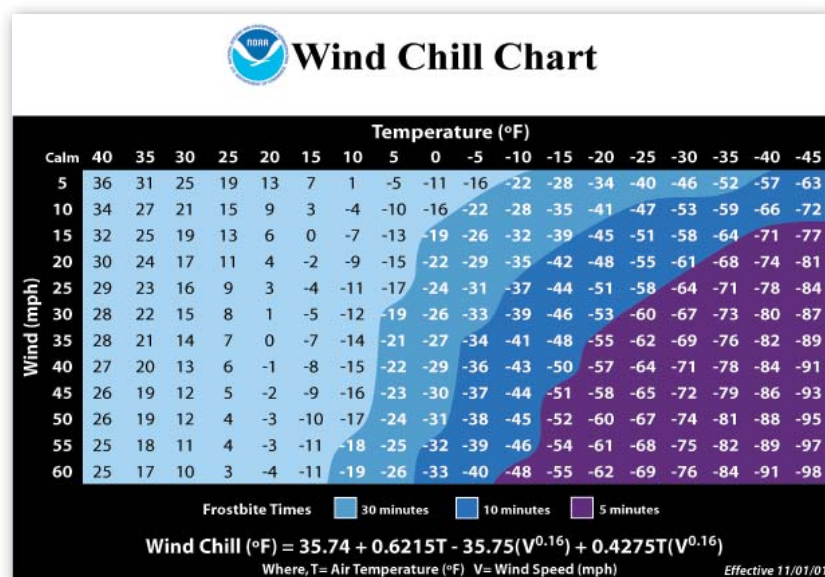 NOAA
Wind Chill Chart
Temperature (ºF)
Calm 40 35 30 25 20 15 10 5 0 -5 -10 -15 -20 -25 -30 -35 -40 -45
5 36 31 25 19 13 7 1 -5 -11 -16 -22 -28 -34 -40 -46 -52 -57 -63
10 34 27 21 15 9 3 -4 -10 -16 -22 -28 -35 -41 -47 -53 -59 -66 -72
15 32 25 19 13 6 0 -7 -13 -19 -26 -32 -39 -45 -51 -58 -64 -71 -77
20 30 24 17 11 4 -2 -9 -15 -22 -29 -35 -42 -48 -55 -61 -68 -74 -81
25 29 23 16 9 3 -4 -11 -17 -24 -31 -37 -44 -51 -58 -64 -71 -78 -84
30 28 22 15 8 1 -5 -12 -19 -26 -33 -39 -46 -53 -60 -67 -73 -80 -87
35 28 21 14 7 0 -7 -14 -21 -27 -34 -41 -48 -55 -62 -69 -76 -82 -89
40 27 20 13 6 -1 -8 -15 -22 -29 -36 -43 -50 -57 -64 -71 -78 -84 -91
45 26 19 12 5 -2 -9 -16 -23 -30 -37 -44 -51 -58 -65 -72 -79 -86 -93
50 26 19 12 4 -3 -10 -17 -24 -31 -38 -45 -52 -60 -67 -74 -81 -88 -95
55 25 18 11 4 -3 -11 -18 -25 -32 -39 -46 -54 -61 -68 -75 -82 -89 -97
60 25 17 10 3 -4 -11 -19 -26 -33 -40 -48 -55 -62 -69 -76 -84 -91 -98
Wind (mph)
Frostbite Times 30 minutes 10 minutes 5 minutes
Wind Chill (ºF) = 35.74 + 0.6215T - 35.75(V0.16) + 0.4275T(V0.16)
Where, T= Air Temperature (ºF) V= Wind Speed (mph) Effective 11/01/01